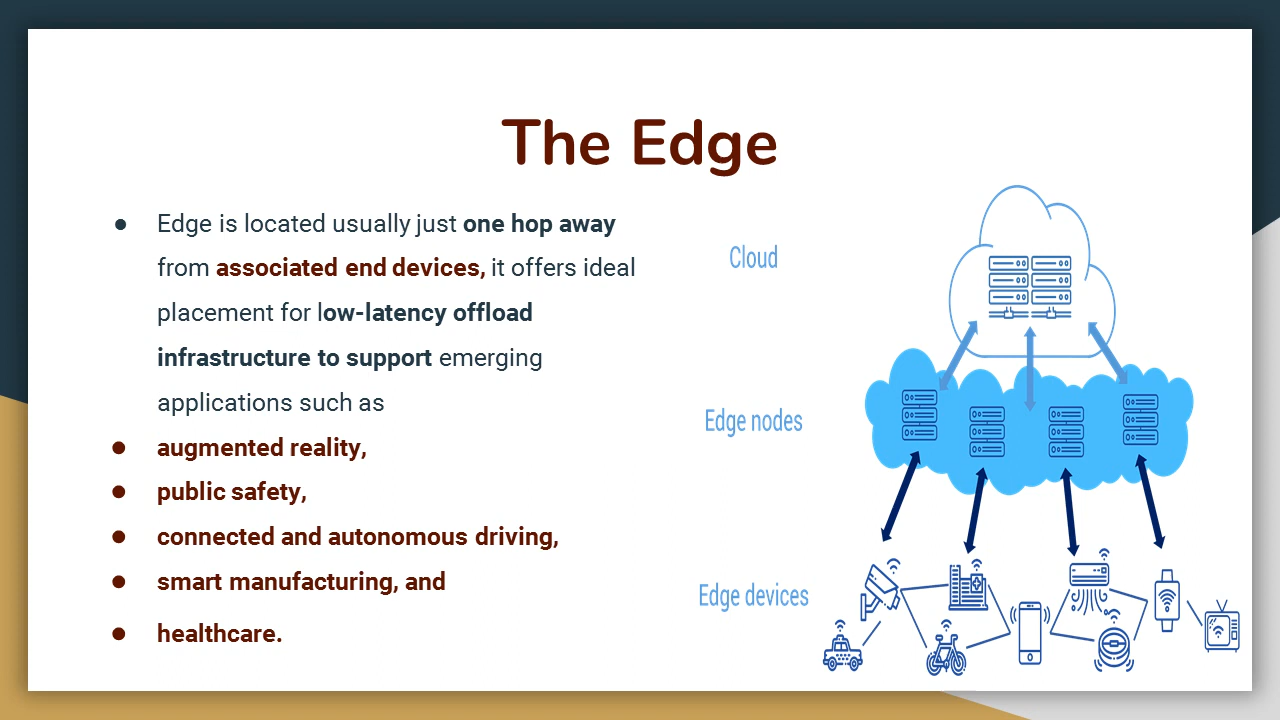 The Edge
● Edge is located usually just one hop away
from associated end devices, it offers ideal
placement for low-latency offload
infrastructure to support emerging
applications such as
● augmented reality,
● public safety,
● connected and autonomous driving,
● smart manufacturing, and
● healthcare.
Cloud
Edge nodes
Edge devices